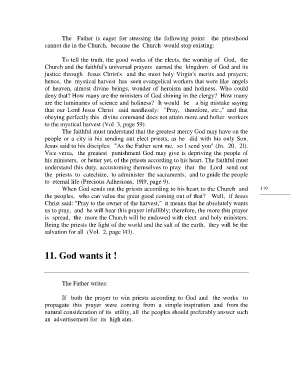 The Father is eager for stressing the following point: the priesthood
cannot die in the Church, because the Church would stop existing:
To tell the truth, the good works of the elects, the worship of God, the
Church and the faithful's universal prayers earned the kingdom of God and its
justice through Jesus Christ's and the most holy Virgin's merits and prayers;
hence, the mystical harvest has seen evangelical workers that were like angels
of heaven, almost divine beings, wonder of heroism and holiness. Who could
deny that? How many are the ministers of God shining in the clergy? How many
are the luminaries of science and holiness? It would be a big mistake saying
that our Lord Jesus Christ said needlessly: "Pray, therefore, etc..." and that
obeying perfectly this divine command does not attain more and holier workers
to the mystical harvest (Vol. 3, page 59).
The faithful must understand that the greatest mercy God may have on the
people or a city is his sending out elect priests, as he did with his only Son.
Jesus said to his disciples: "As the Father sent me, so I send you" (Jn. 20, 21).
Vice versa, the greatest punishment God may give is depriving the people of
his ministers, or better yet, of the priests according to his heart. The faithful must
understand this duty, accustoming themselves to pray that the Lord send out
the priests to catechize, to administer the sacraments, and to guide the people
to eternal life (Precious Adhesions, 1919, page 9).
When God sends out the priests according to his heart to the Church and
the peoples, who can value the great good coming out of that? Well, if Jesus
Christ said: "Pray to the owner of the harvest," it means that he absolutely wants
us to pray, and he will hear this prayer infallibly; therefore, the more this prayer
is spread, the more the Church will be endowed with elect and holy ministers.
Being the priests the light of the world and the salt of the earth, they will be the
salvation for all (Vol. 2, page 143).
11. God wants it !
The Father writes:
If both the prayer to win priests according to God and the works to
propagate this prayer were coming from a simple inspiration and from the
natural consideration of its utility, all the peoples should preferably accept such
an advertisement for its high aim.